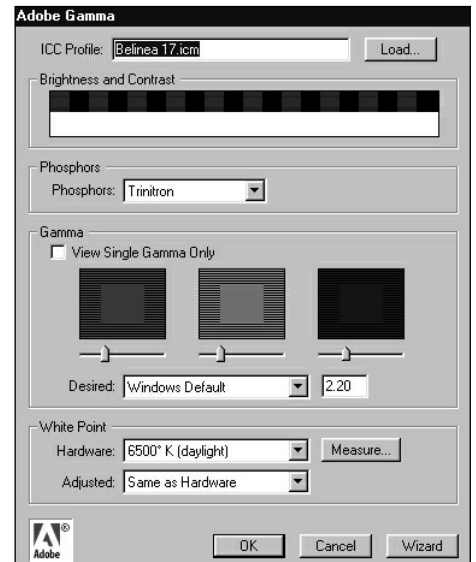 Adobe Gamma
ICC Profile: Belinea 17.icm Load...
Brightness and Contrast
Phosphors
Phosphors: Trinitron
Gamma
View Single Gamma Only
Desired: Windows Default 2.20
White Point
Hardware: 6500° K (daylight) Measure...
Adjusted: Same as Hardware
A®
Adobe OK Cancel Wizard